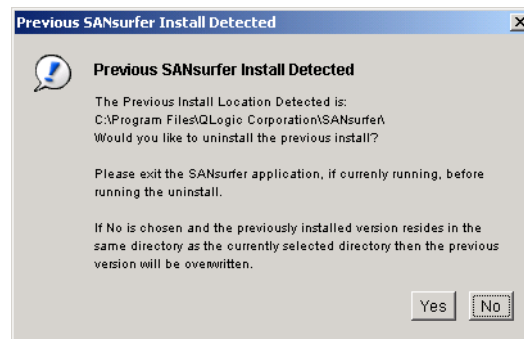 Previous SANsurfer Install Detected
Previous SANsurfer Install Detected
The Previous Install Location Detected is:
C:\Program Files\QLogic Corporation\SANsurfer\
Would you like to uninstall the previous install?
Please exit the SANsurfer application, if currenly running, before
running the uninstall.
If No is chosen and the previously installed version resides in the
same directory as the currently selected directory then the previous
version will be overwritten.
Yes No